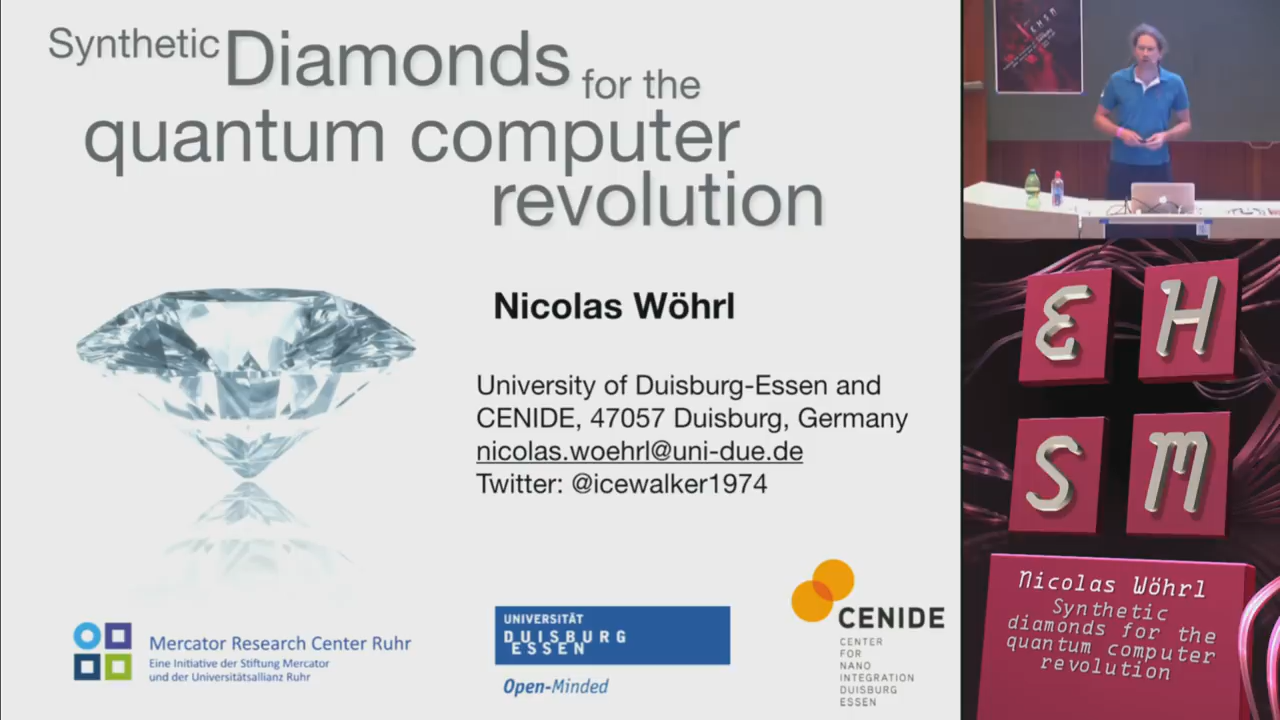 Synthetic Diamonds for the
quantum computer
revolution
Nicolas Wöhrl
University of Duisburg-Essen and
CENIDE, 47057 Duisburg, Germany
nicolas.woehrl@uni-due.de
Twitter: @icewalker1974
Mercator Research Center Ruhr
Eine Initiative der Stiftung Mercator
und der Universitätsallianz Ruhr
UNIVERSITÄT
DUISBURG
ESSEN
Open-Minded
CENIDE
CENTER
FOR
NANO
INTEGRATION
DUISBURG
ESSEN
E H
S M
Nicolas Wöhrl
Synthetic
diamonds for the
quantum computer
revolution